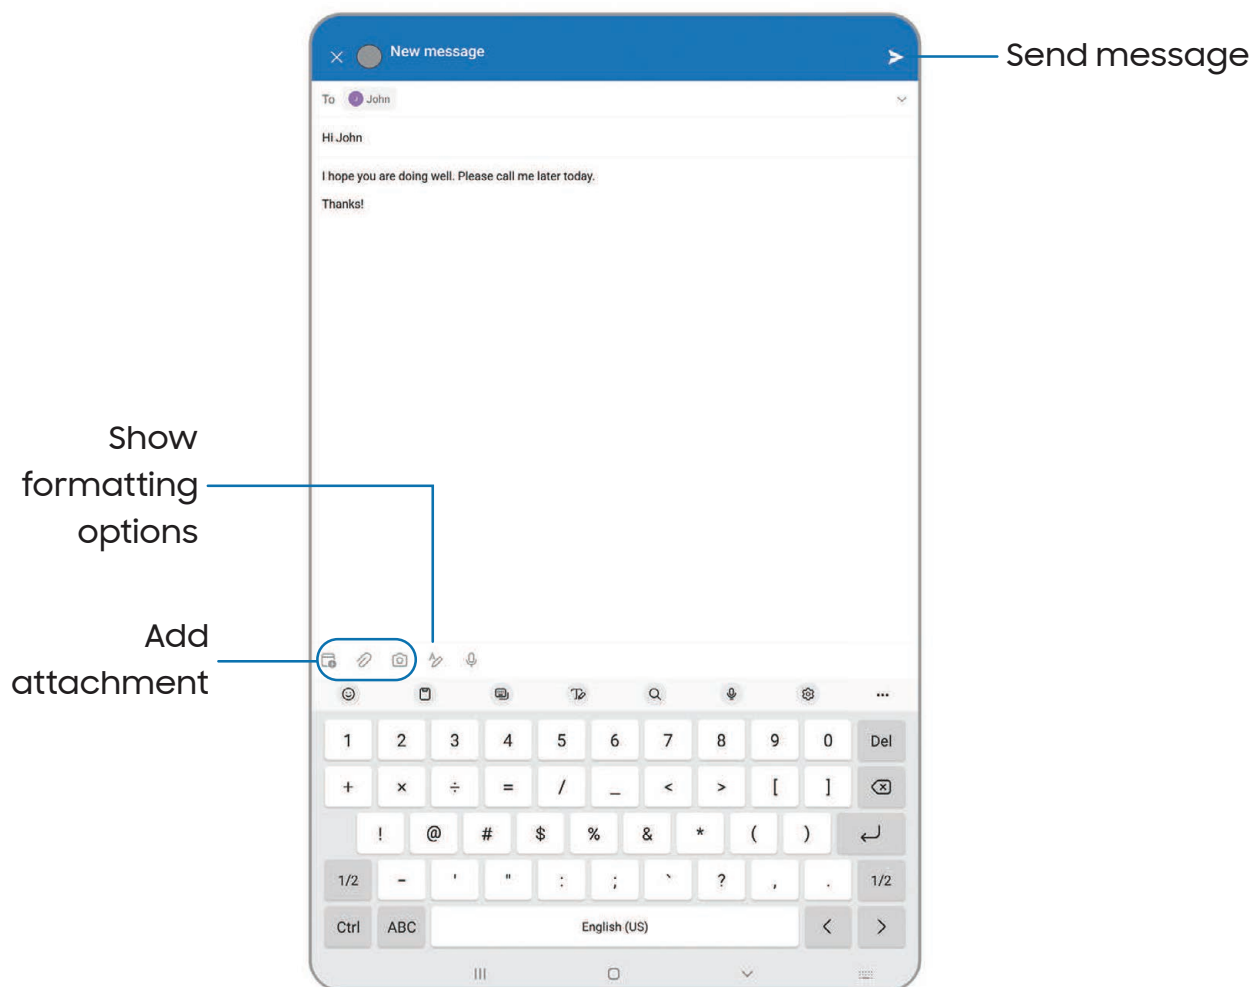 New message
Send message
To John
Hi John
I hope you are doing well. Please call me later today.
Thanks!
Show
formatting
options
Add
attachment
1 2 3 4 5 6 7 8 9 0 Del
+ × ÷ = / _ < > [ ]
! @ # $ % & * ( )
1/2 - ' " : ; ` ? , . 1/2
Ctrl ABC English (US) < >